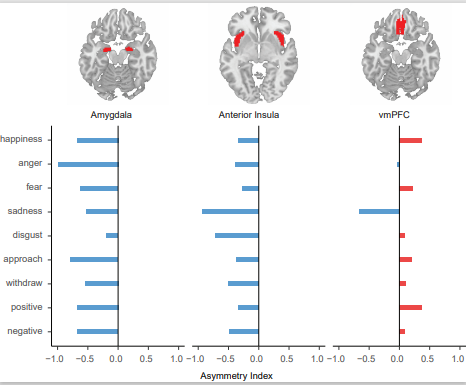 Amygdala Anterior Insula vmPFC
happiness
anger
fear
sadness
disgust
approach
withdraw
positive
negative
−1.0 −0.5 0.0 0.5 1.0 −1.0 −0.5 0.0 0.5 1.0 −1.0 −0.5 0.0 0.5 1.0
Asymmetry Index